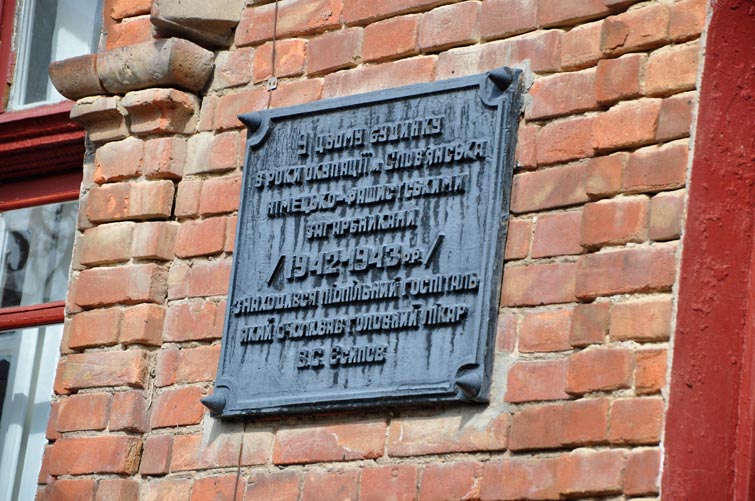 У цьому будинку
в роки окупації м. Слов'янська
німецько-фашистськими
загарбниками
/1942-1943 рр./
знаходився підпільний госпіталь
який очолював головний лікар
В.С. Есипов